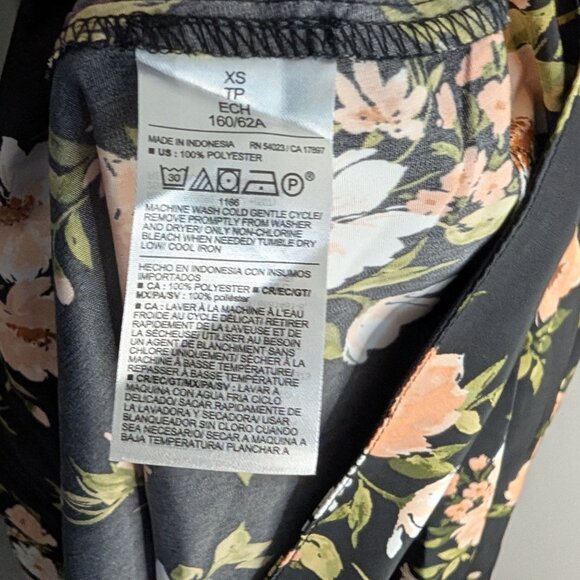 XS
TP
ECH
160/62A
MADE IN INDONESIA RN 54023 / CA 17897
■ US : 100% POLYESTER
30 P
1166
MACHINE WASH COLD GENTLE CYCLE/
REMOVE PROMPTLY FROM WASHER
AND DRYER/ ONLY NON-CHLORINE
BLEACH WHEN NEEDED/ TUMBLE DRY
LOW/ COOL IRON
HECHO EN INDONESIA CON INSUMOS
IMPORTADOS
■ CA : 100% POLYESTER ■ CR/EC/GT/
MX/PA/SV : 100% poliéster
■ CA : LAVER À LA MACHINE À L'EAU
FROIDE AU CYCLE DÉLICAT/ RETIRER
RAPIDEMENT DE LA LAVEUSE ET DE
LA SÉCHEUSE/ UTILISER AU BESOIN
UN AGENT DE BLANCHIMENT SANS
CHLORE UNIQUEMENT/ SÉCHER À LA
MACHINE À BASSE TEMPÉRATURE/
REPASSER À BASSE TEMPÉRATURE
■ CR/EC/GT/MX/PA/SV : LAVAR A
MÁQUINA CON AGUA FRIA CICLO
DELICADO/ SACAR RAPIDAMENTE DE
LA LAVADORA Y SECADORA/ USAR
BLANQUEADOR SIN CLORO CUANDO
SEA NECESARIO/ SECAR A MAQUINA A
BAJA TEMPERATURA/ PLANCHAR A